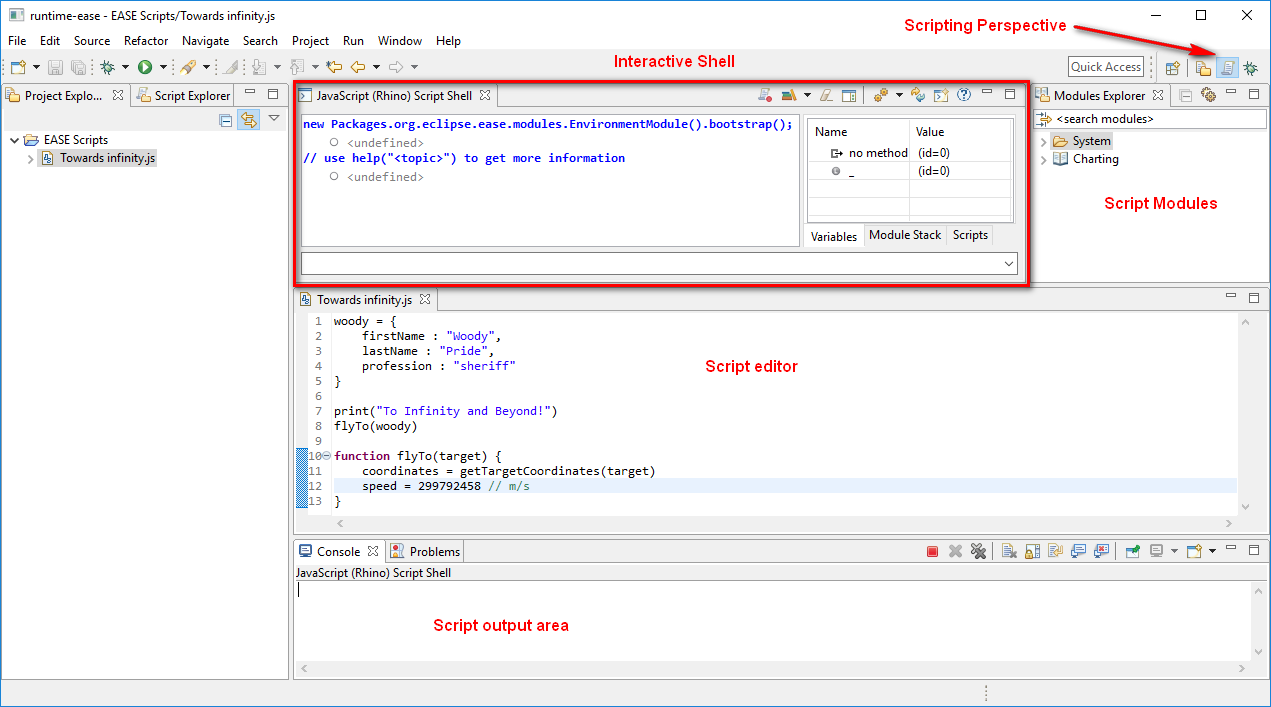 runtime-ease - EASE Scripts/Towards infinity.js
Scripting Perspective
File Edit Source Refactor Navigate Search Project Run Window Help
Interactive Shell
Quick Access
Project Explo...
Script Explorer
EASE Scripts
Towards infinity.js
JavaScript (Rhino) Script Shell
new Packages.org.eclipse.ease.modules.EnvironmentModule().bootstrap();
<undefined>
// use help("<topic>") to get more information
<undefined>
Name Value
no method (id=0)
_ (id=0)
Variables Module Stack Scripts
Modules Explorer
<search modules>
System
Charting
Script Modules
Towards infinity.js
1 woody = {
2 firstName : "Woody",
3 lastName : "Pride",
4 profession : "sheriff"
5 }
6
7 print("To Infinity and Beyond!")
8 flyTo(woody)
9
10 function flyTo(target) {
11 coordinates = getTargetCoordinates(target)
12 speed = 299792458 // m/s
13 }
Script editor
Console
Problems
JavaScript (Rhino) Script Shell
Script output area